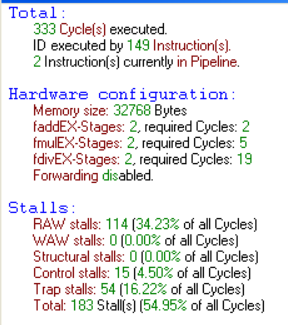 Total:
333 Cycle(s) executed.
ID executed by 149 Instruction(s).
2 Instruction(s) currently in Pipeline.
Hardware configuration:
Memory size: 32768 Bytes
faddEX-Stages: 2, required Cycles: 2
fmulEX-Stages: 2, required Cycles: 5
fdivEX-Stages: 2, required Cycles: 19
Forwarding disabled.
Stalls:
RAW stalls: 114 (34.23% of all Cycles)
WAW stalls: 0 (0.00% of all Cycles)
Structural stalls: 0 (0.00% of all Cycles)
Control stalls: 15 (4.50% of all Cycles)
Trap stalls: 54 (16.22% of all Cycles)
Total: 183 Stall(s) (54.95% of all Cycles)